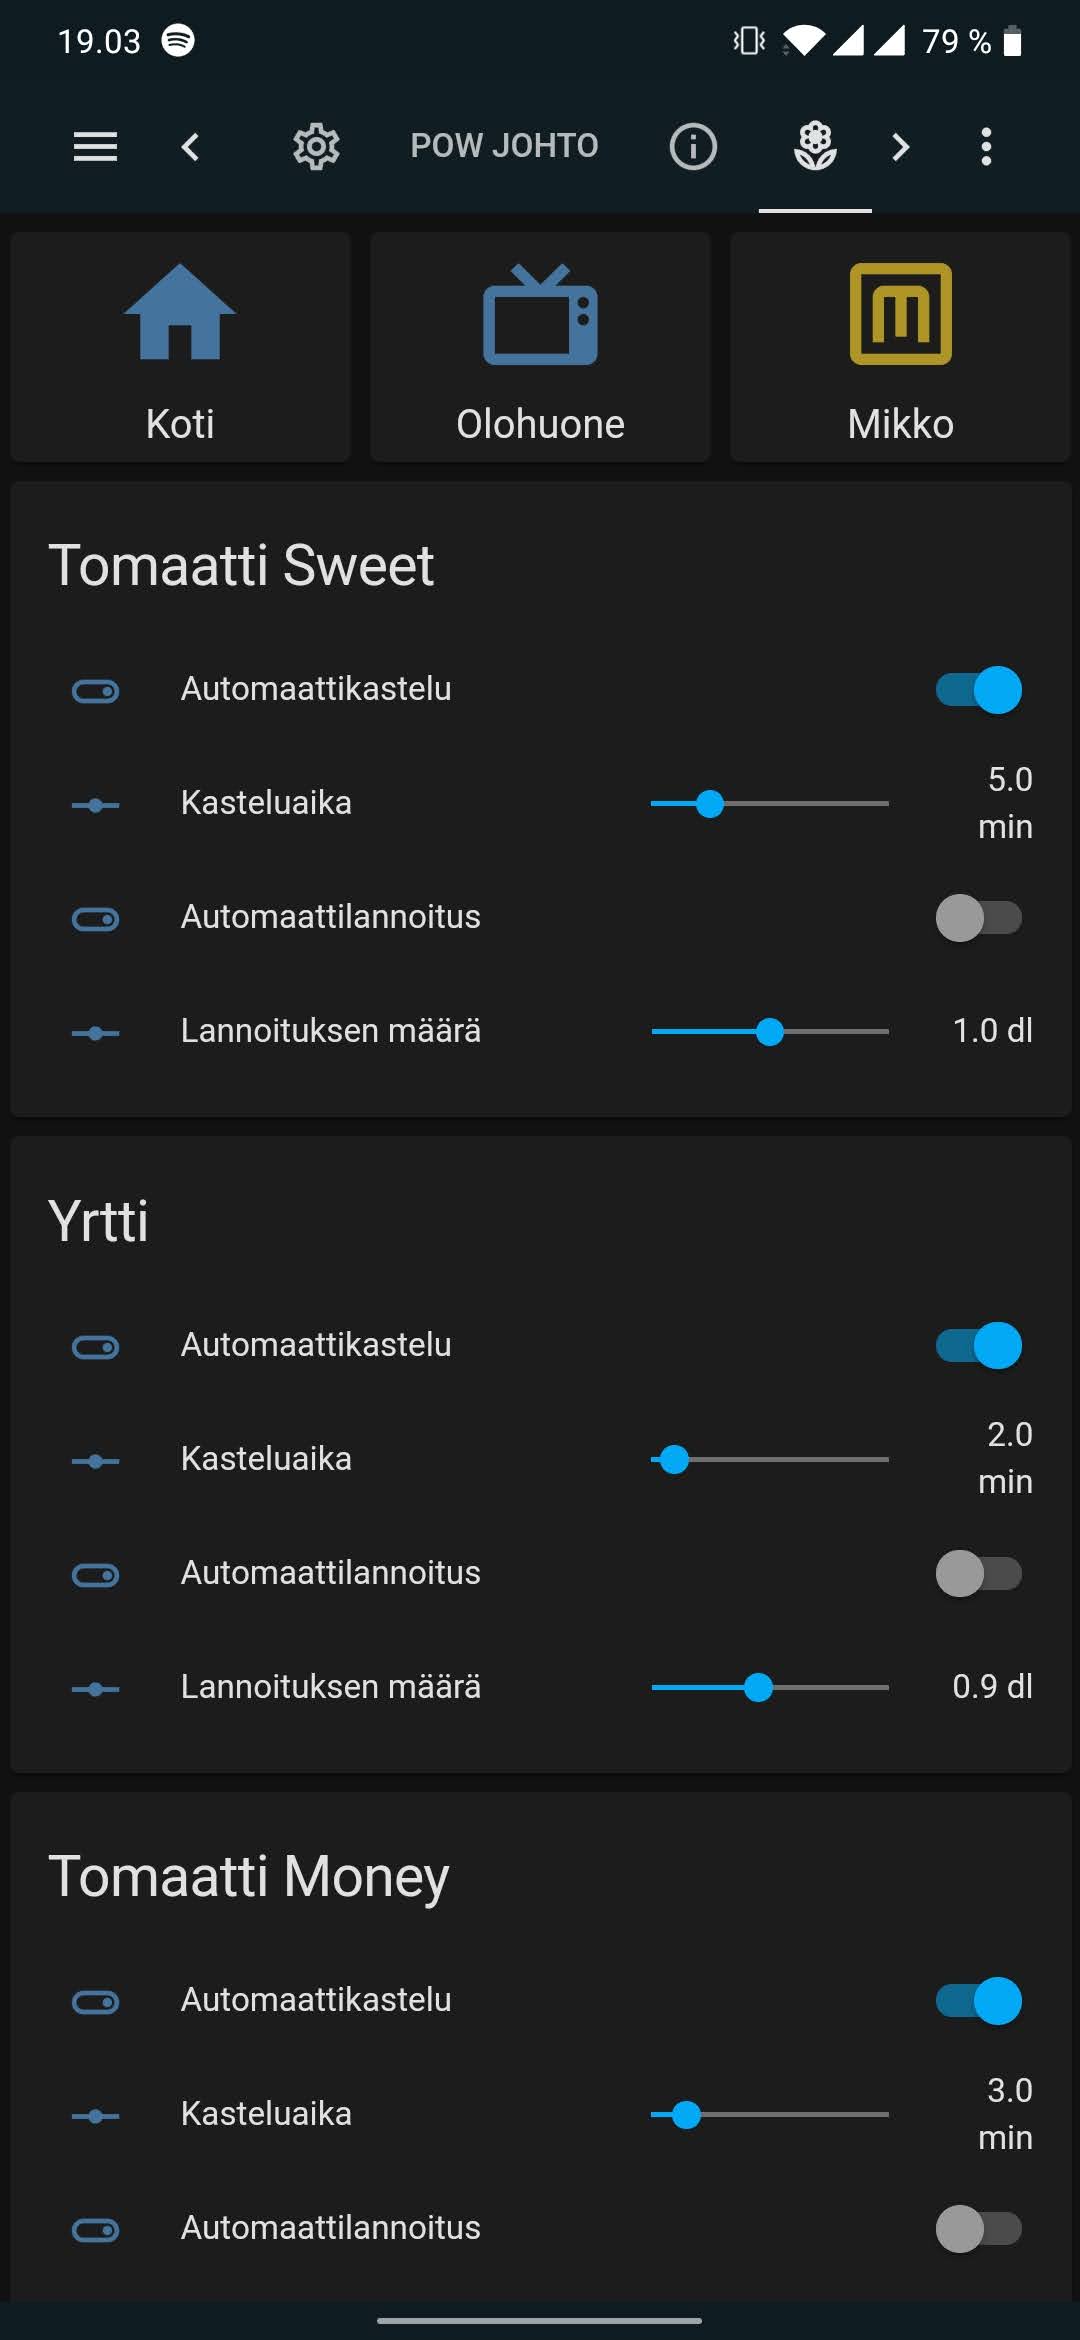 19.03 79 %
POW JOHTO
Koti Olohuone Mikko
Tomaatti Sweet
Automaattikastelu
Kasteluaika 5.0 min
Automaattilannoitus
Lannoituksen määrä 1.0 dl
Yrtti
Automaattikastelu
Kasteluaika 2.0 min
Automaattilannoitus
Lannoituksen määrä 0.9 dl
Tomaatti Money
Automaattikastelu
Kasteluaika 3.0 min
Automaattilannoitus